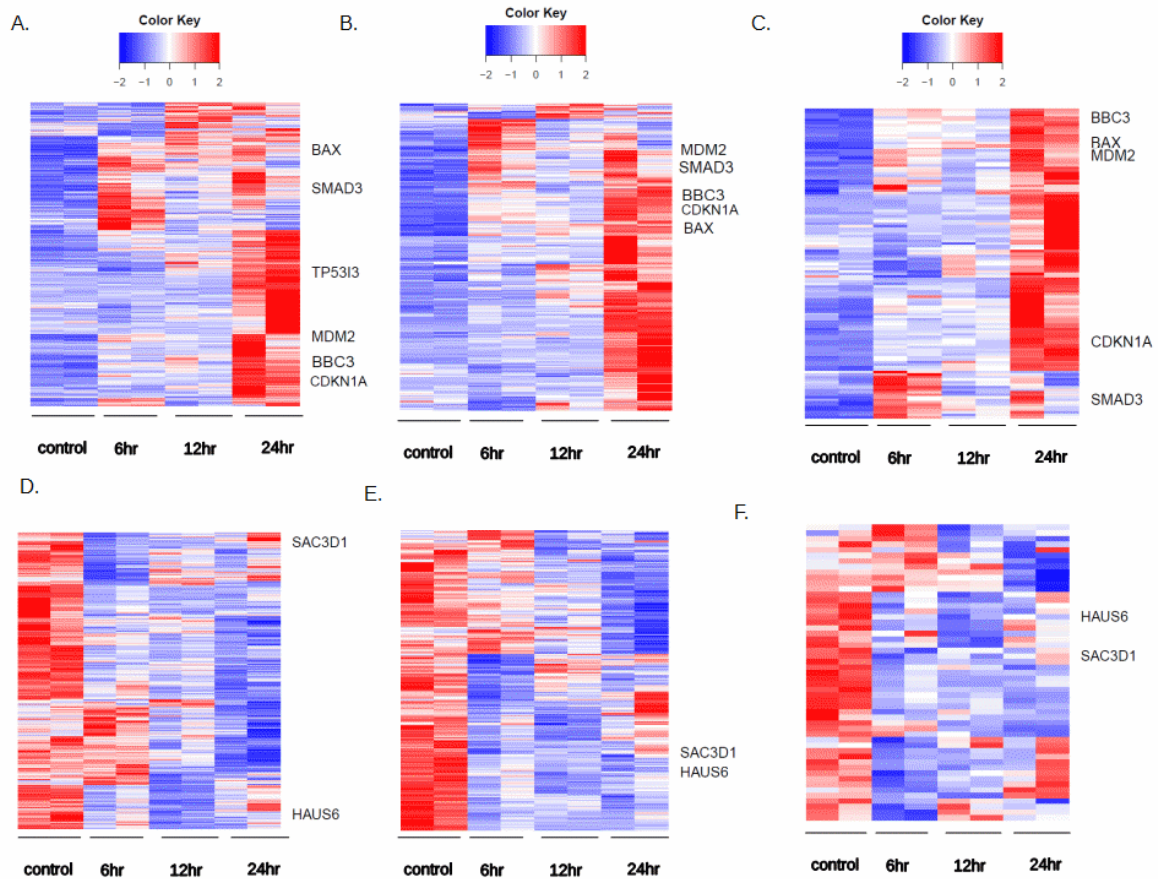 A.
B.
C.
Color Key
Color Key
Color Key
−2 −1 0 1 2
−2 −1 0 1 2
−2 −1 0 1 2
BAX
SMAD3
TP53I3
MDM2
BBC3
CDKN1A
MDM2
SMAD3
BBC3
CDKN1A
BAX
BBC3
BAX
MDM2
CDKN1A
SMAD3
control 6hr 12hr 24hr
control 6hr 12hr 24hr
control 6hr 12hr 24hr
D.
E.
F.
SAC3D1
HAUS6
SAC3D1
HAUS6
HAUS6
SAC3D1
control 6hr 12hr 24hr
control 6hr 12hr 24hr
control 6hr 12hr 24hr